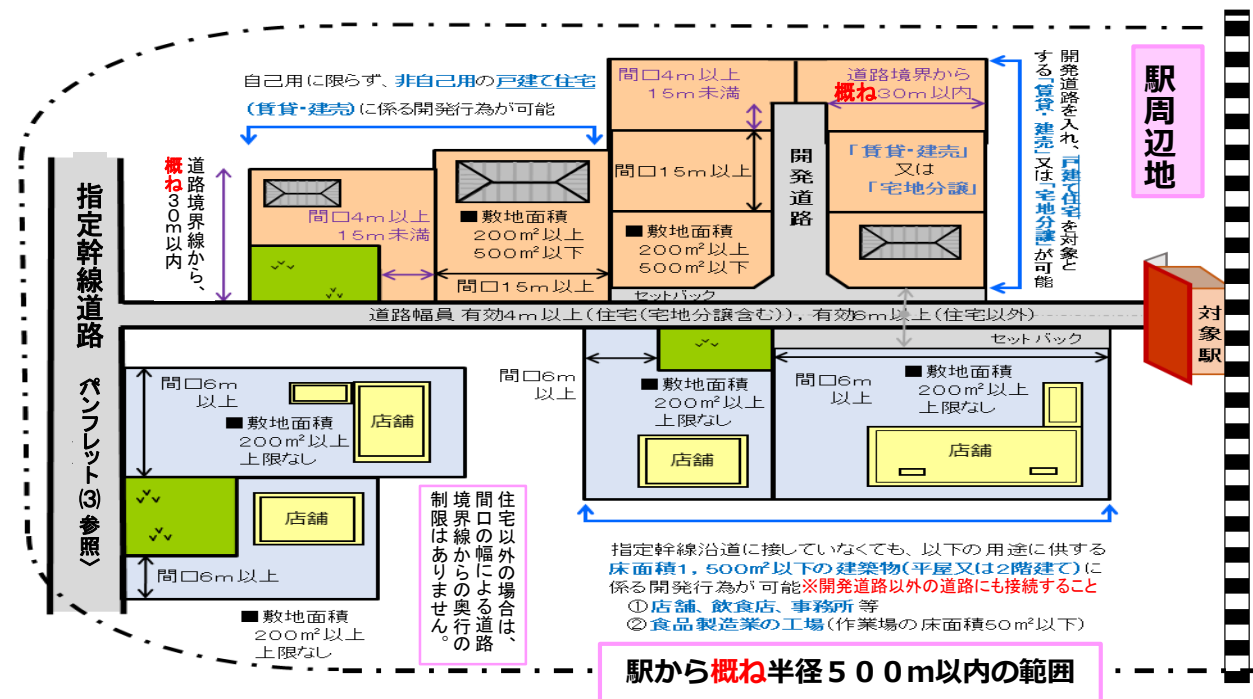 駅周辺地
自己用に限らず、非自己用の戸建て住宅
(賃貸・建売)に係る開発行為が可能
間口4m以上
15m未満
道路境界から
概ね30m以内
開発道路を入れ、戸建て住宅を対象と
する「賃貸・建売」又は「宅地分譲」が可能
間口15m以上
開発道路
「賃貸・建売」
又は
「宅地分譲」
道路境界線から、
概ね30m以内
間口4m以上
15m未満
■敷地面積
200㎡以上
500㎡以下
間口15m以上
■敷地面積
200㎡以上
500㎡以下
セットバック
指定幹線道路
パンフレット(3)参照〉
道路幅員 有効4m以上(住宅(宅地分譲含む)), 有効6m以上(住宅以外)
対象駅
セットバック
間口6m
以上
■敷地面積
200㎡以上
上限なし
店舗
間口6m
以上
■敷地面積
200㎡以上
上限なし
店舗
間口6m
以上
■敷地面積
200㎡以上
上限なし
店舗
店舗
間口6m以上
■敷地面積
200㎡以上
上限なし
住宅以外の場合は、
間口の幅による道路
境界線からの奥行の
制限はありません。
指定幹線沿道に接していなくても、以下の用途に供する
床面積1, 500㎡以下の建築物(平屋又は2階建て)に
係る開発行為が可能※開発道路以外の道路にも接続すること
①店舗、飲食店、事務所 等
②食品製造業の工場(作業場の床面積50㎡以下)
駅から概ね半径500m以内の範囲